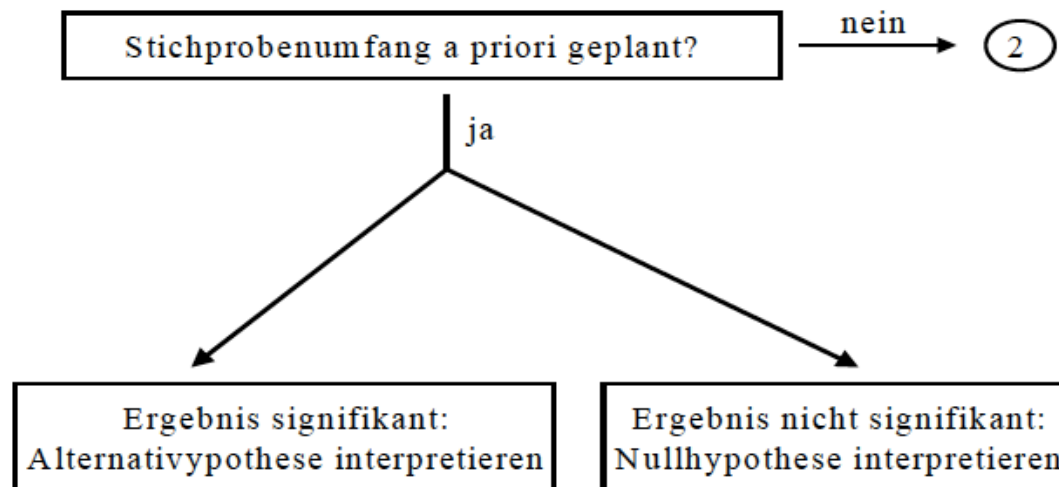 Stichprobenumfang a priori geplant?
nein
2
ja
Ergebnis signifikant:
Alternativypothese interpretieren
Ergebnis nicht signifikant:
Nullhypothese interpretieren